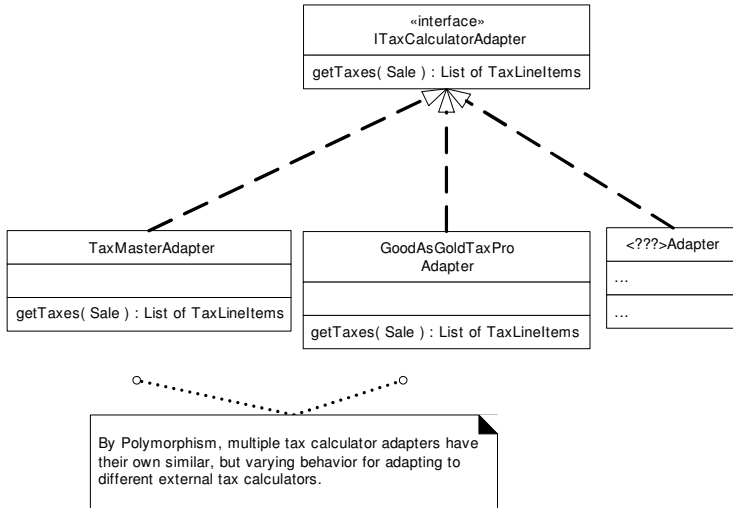 «interface»
ITaxCalculatorAdapter
getTaxes( Sale ) : List of TaxLineItems
TaxMasterAdapter
getTaxes( Sale ) : List of TaxLineItems
GoodAsGoldTaxPro
Adapter
getTaxes( Sale ) : List of TaxLineItems
<???>Adapter
...
...
By Polymorphism, multiple tax calculator adapters have
their own similar, but varying behavior for adapting to
different external tax calculators.